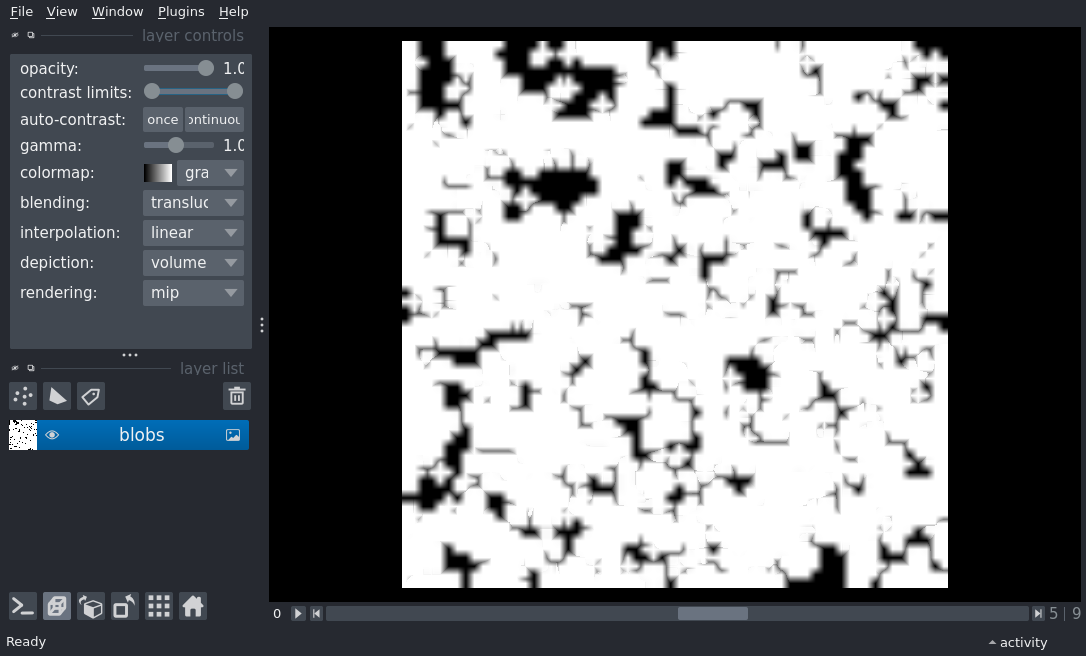 File View Window Plugins Help
layer controls
opacity: 1.0
contrast limits:
auto-contrast: once ontinuou
gamma: 1.0
colormap: gra
blending: transluc
interpolation: linear
depiction: volume
rendering: mip
layer list
blobs
0 5 | 9
Ready activity